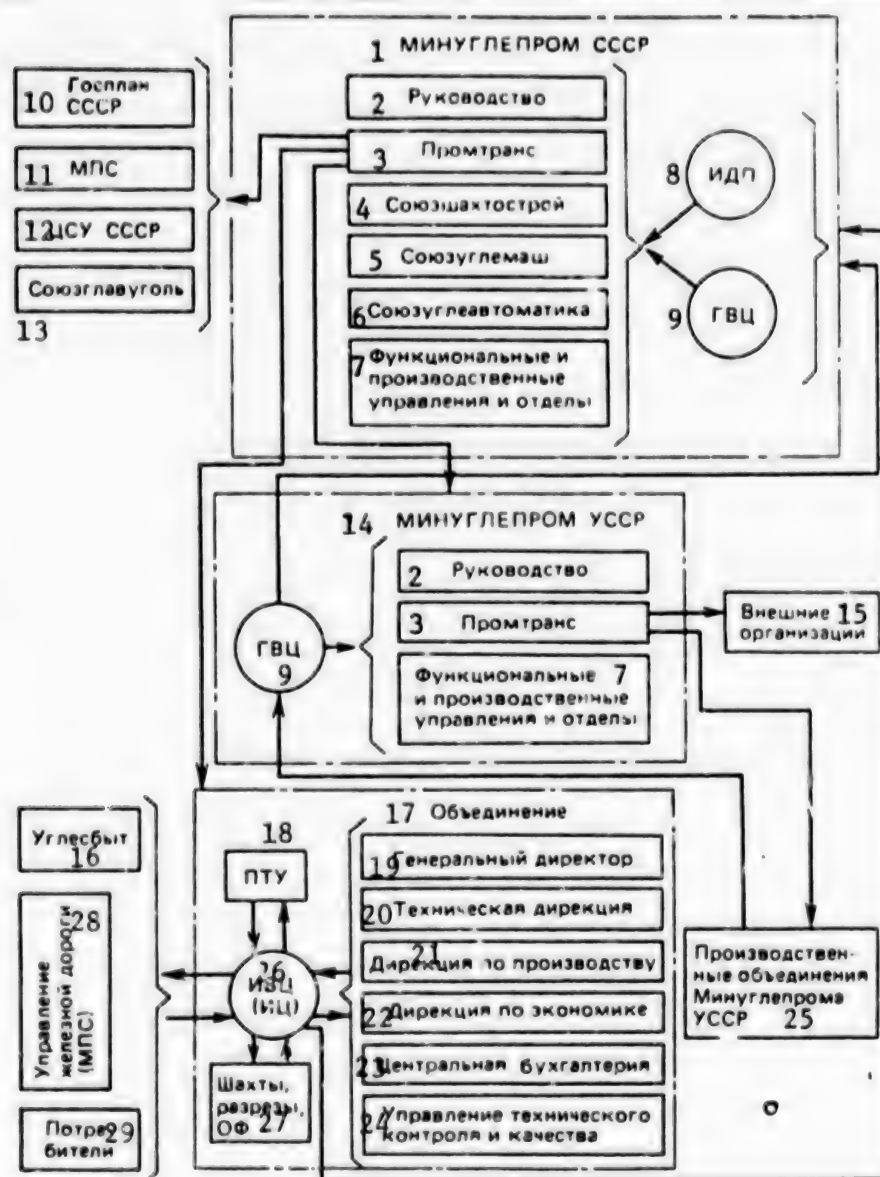 1 МИНУГЛЕПРОМ СССР
10 Госплан
СССР
11 МПС
12 ЦСУ СССР
Союзглавуголь
13
2 Руководство
3 Промтранс
4 Союзшахтострой
5 Союзуглемаш
6 Союзуглеавтоматика
7 Функциональные и
производственные
управления и отделы
8 ИДП
9 ГВЦ
14 МИНУГЛЕПРОМ УССР
2 Руководство
3 Промтранс
Функциональные 7
и производственные
управления и отделы
ГВЦ
9
Внешние 15
организации
Углесбыт
16
28
Управление
железной дороги
(МПС)
Потре 29
бители
17 Объединение
18
ПТУ
26
ИВЦ
(ИЦ)
Шахты,
разрезы,
ОФ 27
19 Генеральный директор
20 Техническая дирекция
21
Дирекция по производству
22 Дирекция по экономике
23 Центральная бухгалтерия
24 Управление технического
контроля и качества
Производствен-
ные объединения
Минуглепрома
УССР 25